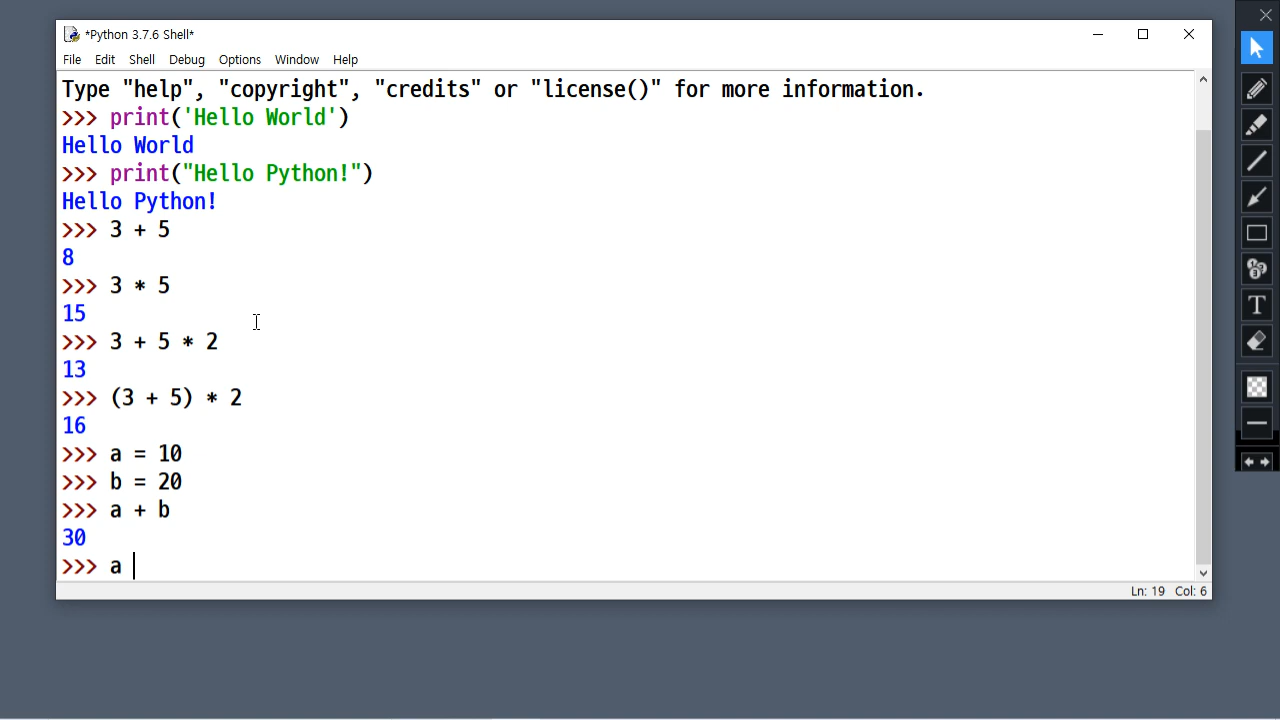 *Python 3.7.6 Shell*
File Edit Shell Debug Options Window Help
Type "help", "copyright", "credits" or "license()" for more information.
>>> print('Hello World')
Hello World
>>> print("Hello Python!")
Hello Python!
>>> 3 + 5
8
>>> 3 * 5
15
>>> 3 + 5 * 2
13
>>> (3 + 5) * 2
16
>>> a = 10
>>> b = 20
>>> a + b
30
>>> a
Ln: 19 Col: 6
T